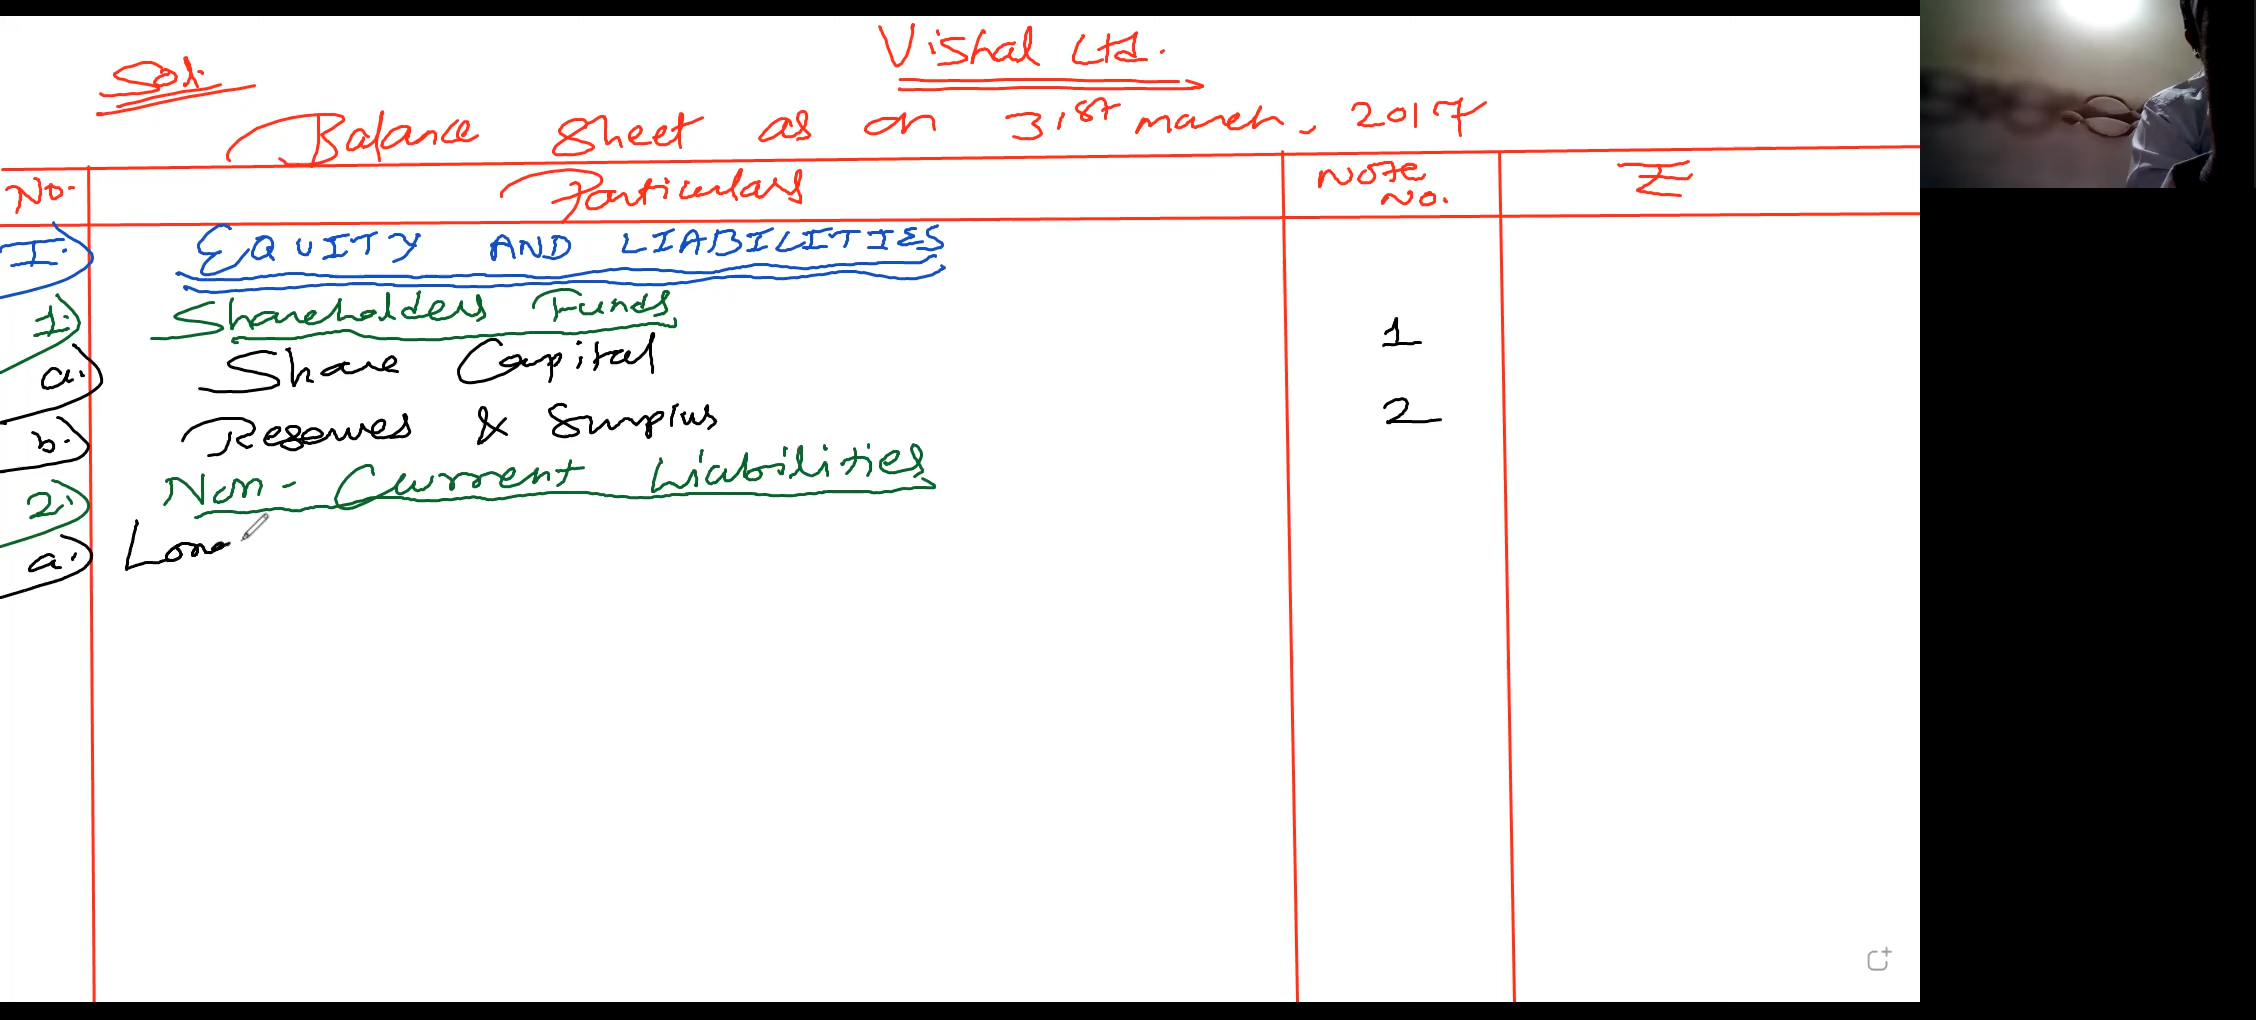 Vishal Ltd.
Sol.
Balance Sheet as on 31st march, 2017
No. Particulars Note No. ₹
I. EQUITY AND LIABILITIES
1. Shareholders Funds
a. Share Capital 1
b. Reserves & Surplus 2
2. Non-Current Liabilities
a. Lon